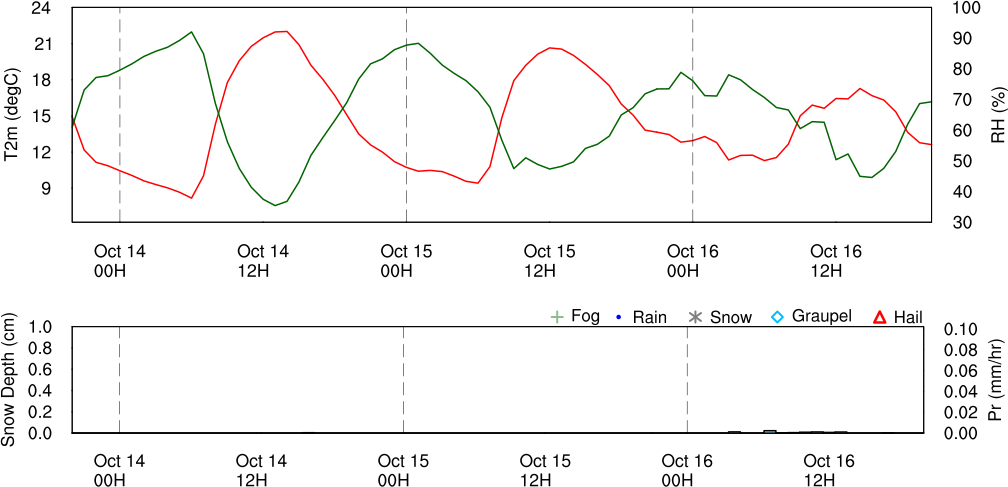 24
21
18
15
12
9
T2m (degC)
100
90
80
70
60
50
40
30
RH (%)
Oct 14
00H
Oct 14
12H
Oct 15
00H
Oct 15
12H
Oct 16
00H
Oct 16
12H
Fog
Rain
Snow
Graupel
Hail
1.0
0.8
0.6
0.4
0.2
0.0
Snow Depth (cm)
0.10
0.08
0.06
0.04
0.02
0.00
Pr (mm/hr)
Oct 14
00H
Oct 14
12H
Oct 15
00H
Oct 15
12H
Oct 16
00H
Oct 16
12H